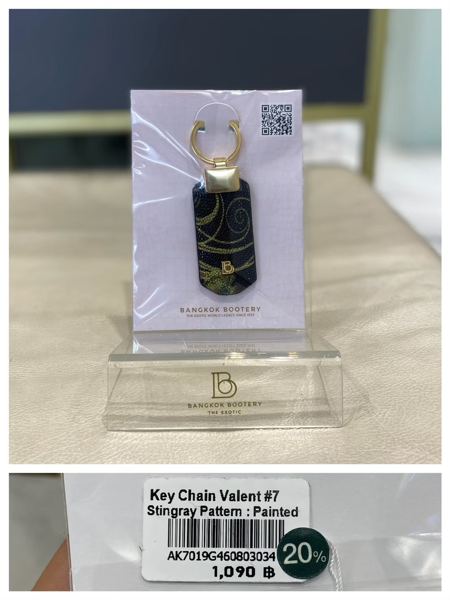 B
BANGKOK BOOTERY
THE EXOTIC WORLD LEGACY SINCE 1936
B
BANGKOK BOOTERY
THE EXOTIC
Key Chain Valent #7
Stingray Pattern : Painted
AK7019G460803034
20%
1,090 ฿